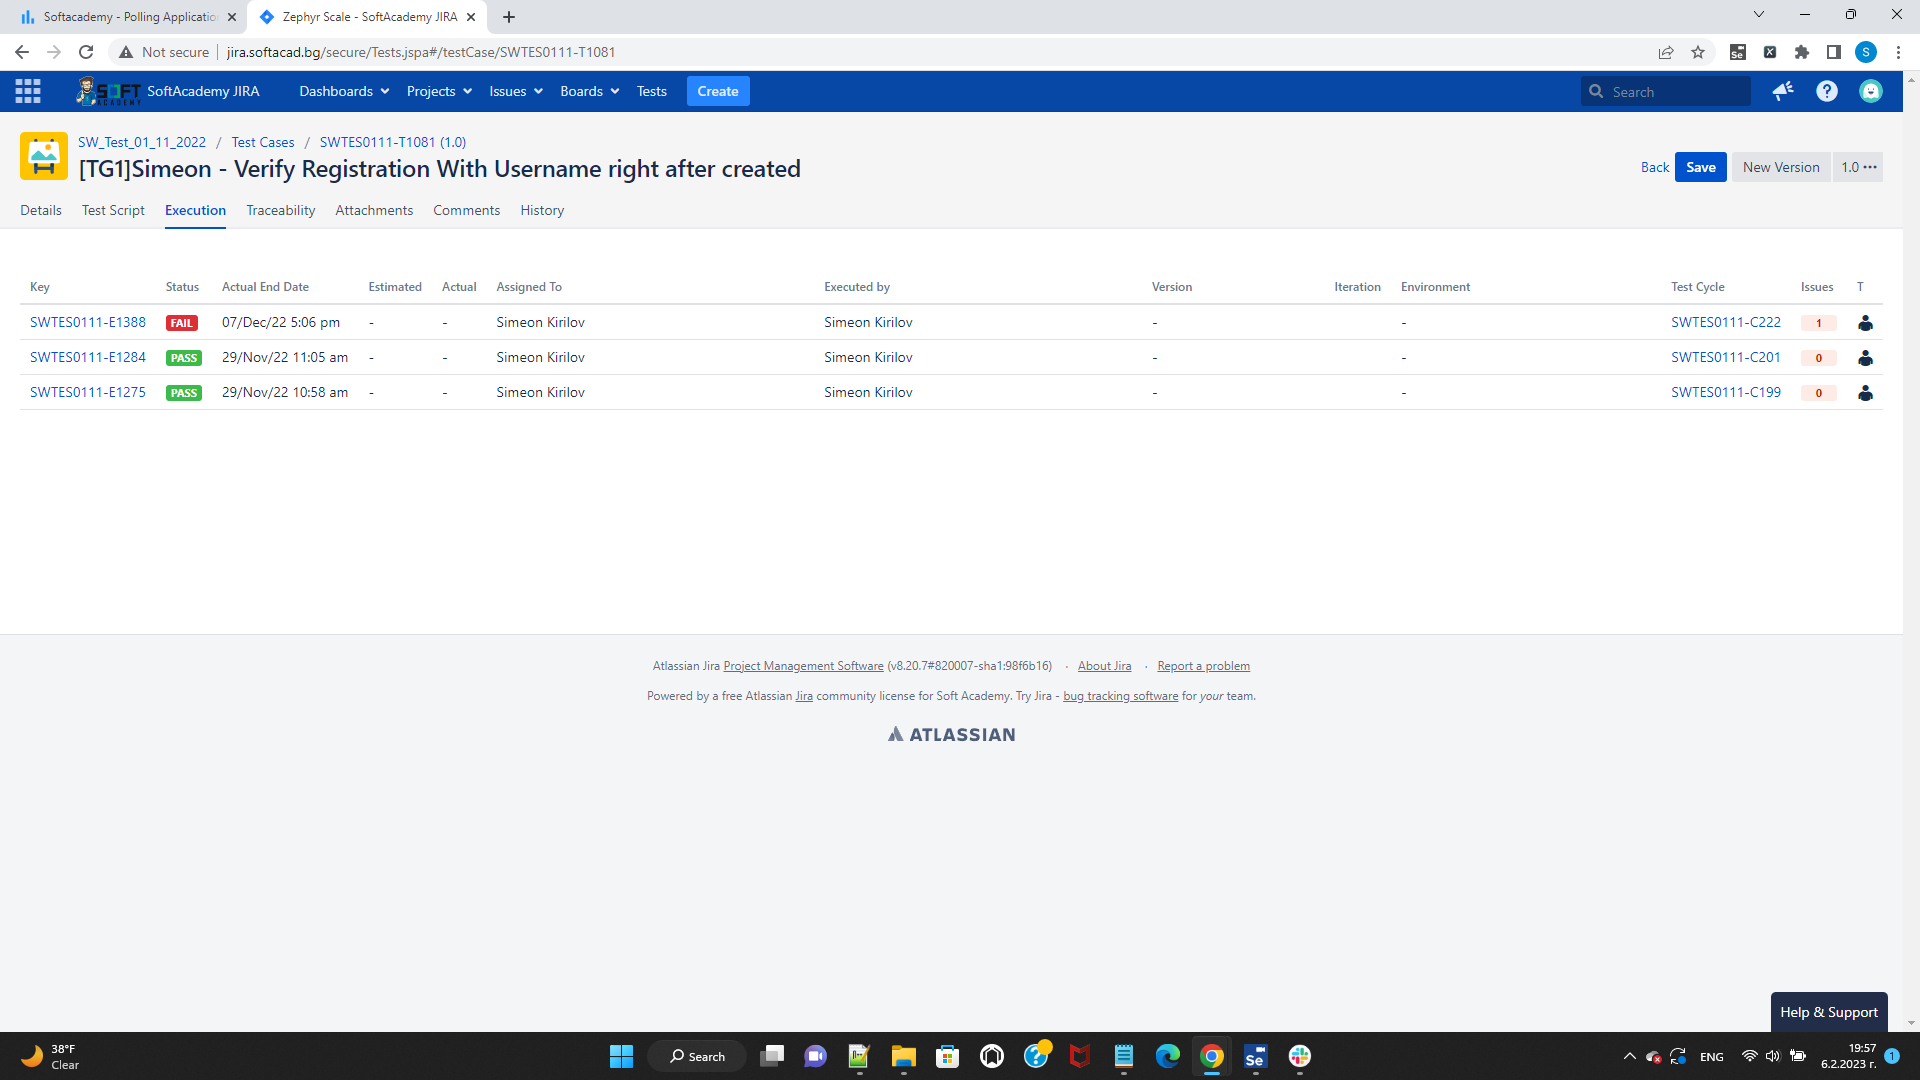 Softacademy - Polling Applicatio
Zephyr Scale - SoftAcademy JIRA
Not secure
jira.softacad.bg/secure/Tests.jspa#/testCase/SWTES0111-T1081
Se
X
S
SOFT
ACADEMY
SoftAcademy JIRA
Dashboards
Projects
Issues
Boards
Tests
Create
Search
SW_Test_01_11_2022 / Test Cases / SWTES0111-T1081 (1.0)
[TG1]Simeon - Verify Registration With Username right after created
Back
Save
New Version
1.0
Details
Test Script
Execution
Traceability
Attachments
Comments
History
Key Status Actual End Date Estimated Actual Assigned To Executed by Version Iteration Environment Test Cycle Issues T
SWTES0111-E1388 FAIL 07/Dec/22 5:06 pm - - Simeon Kirilov Simeon Kirilov - - SWTES0111-C222 1
SWTES0111-E1284 PASS 29/Nov/22 11:05 am - - Simeon Kirilov Simeon Kirilov - - SWTES0111-C201 0
SWTES0111-E1275 PASS 29/Nov/22 10:58 am - - Simeon Kirilov Simeon Kirilov - - SWTES0111-C199 0
Atlassian Jira Project Management Software (v8.20.7#820007-sha1:98f6b16) · About Jira · Report a problem
Powered by a free Atlassian Jira community license for Soft Academy. Try Jira - bug tracking software for your team.
ATLASSIAN
Help & Support
38°F
Clear
Search
Se
ENG
19:57
6.2.2023 г.
1